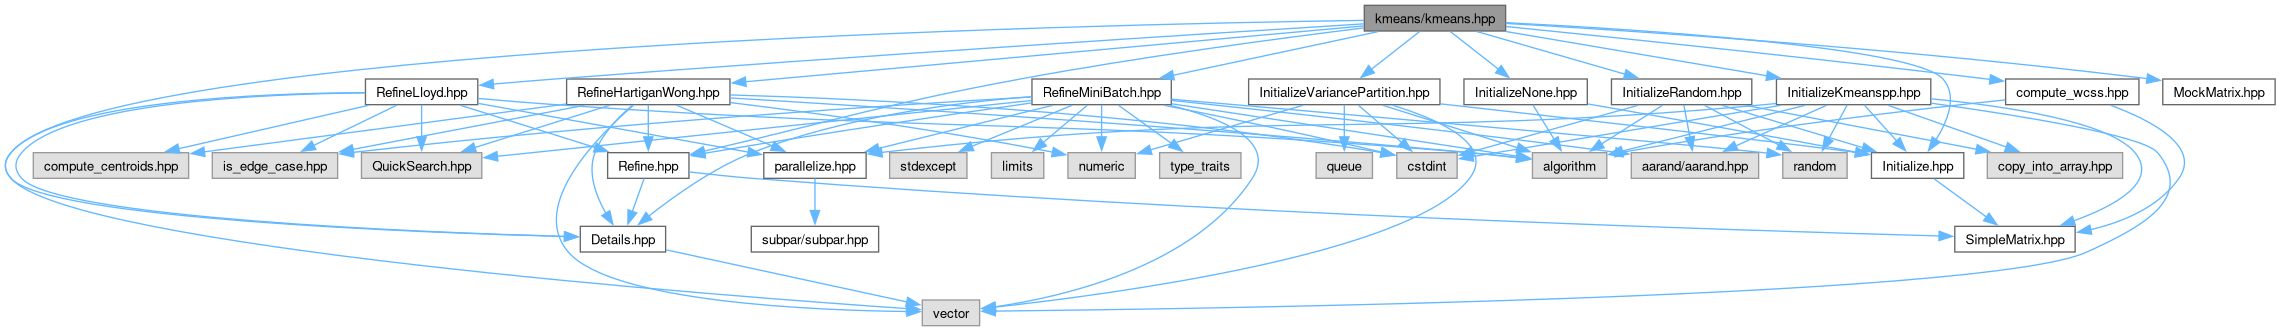 kmeans/kmeans.hpp
RefineLloyd.hpp
RefineHartiganWong.hpp
RefineMiniBatch.hpp
InitializeVariancePartition.hpp
InitializeNone.hpp
InitializeRandom.hpp
InitializeKmeanspp.hpp
compute_wcss.hpp
MockMatrix.hpp
compute_centroids.hpp
is_edge_case.hpp
QuickSearch.hpp
Refine.hpp
parallelize.hpp
stdexcept
limits
numeric
type_traits
queue
cstdint
algorithm
aarand/aarand.hpp
random
Initialize.hpp
copy_into_array.hpp
Details.hpp
subpar/subpar.hpp
SimpleMatrix.hpp
vector